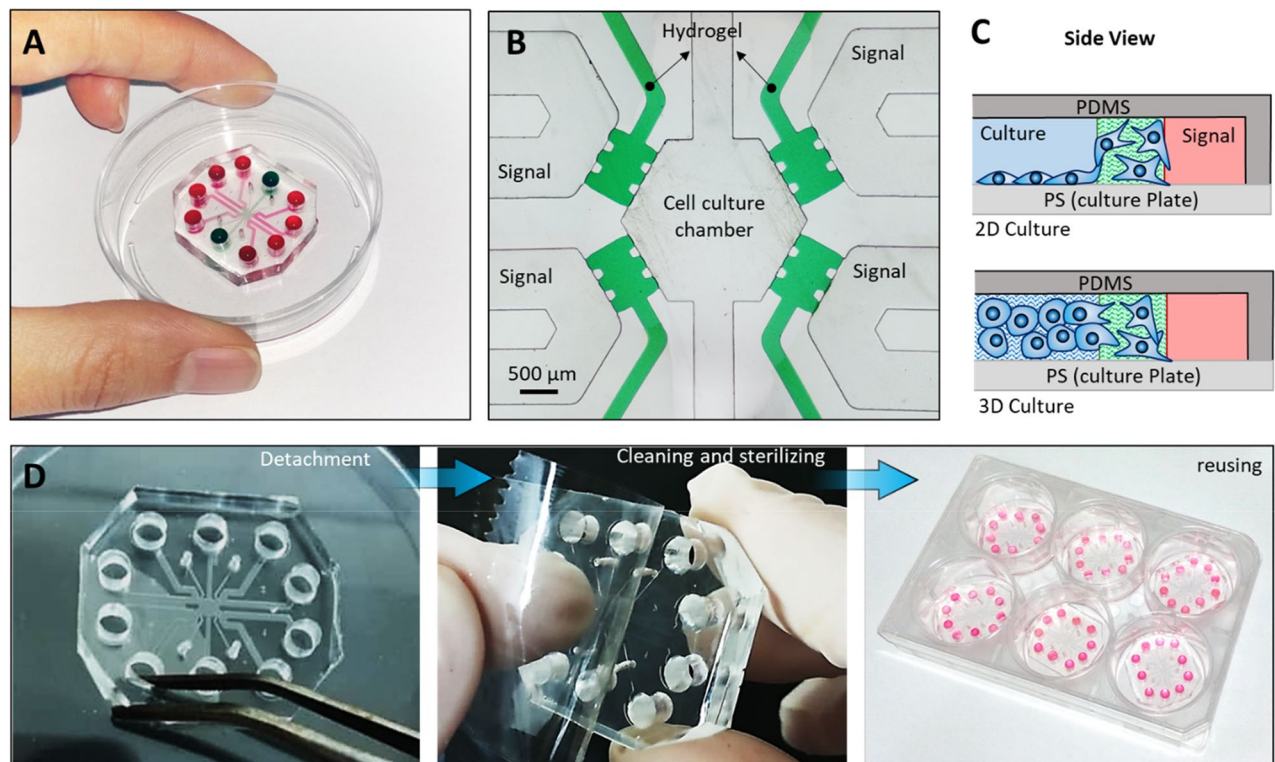 A
B
Hydrogel
Signal
Signal
Cell culture
chamber
Signal
Signal
500 µm
C
Side View
PDMS
Culture
Signal
PS (culture Plate)
2D Culture
PDMS
PS (culture Plate)
3D Culture
D
Detachment
Cleaning and sterilizing
reusing